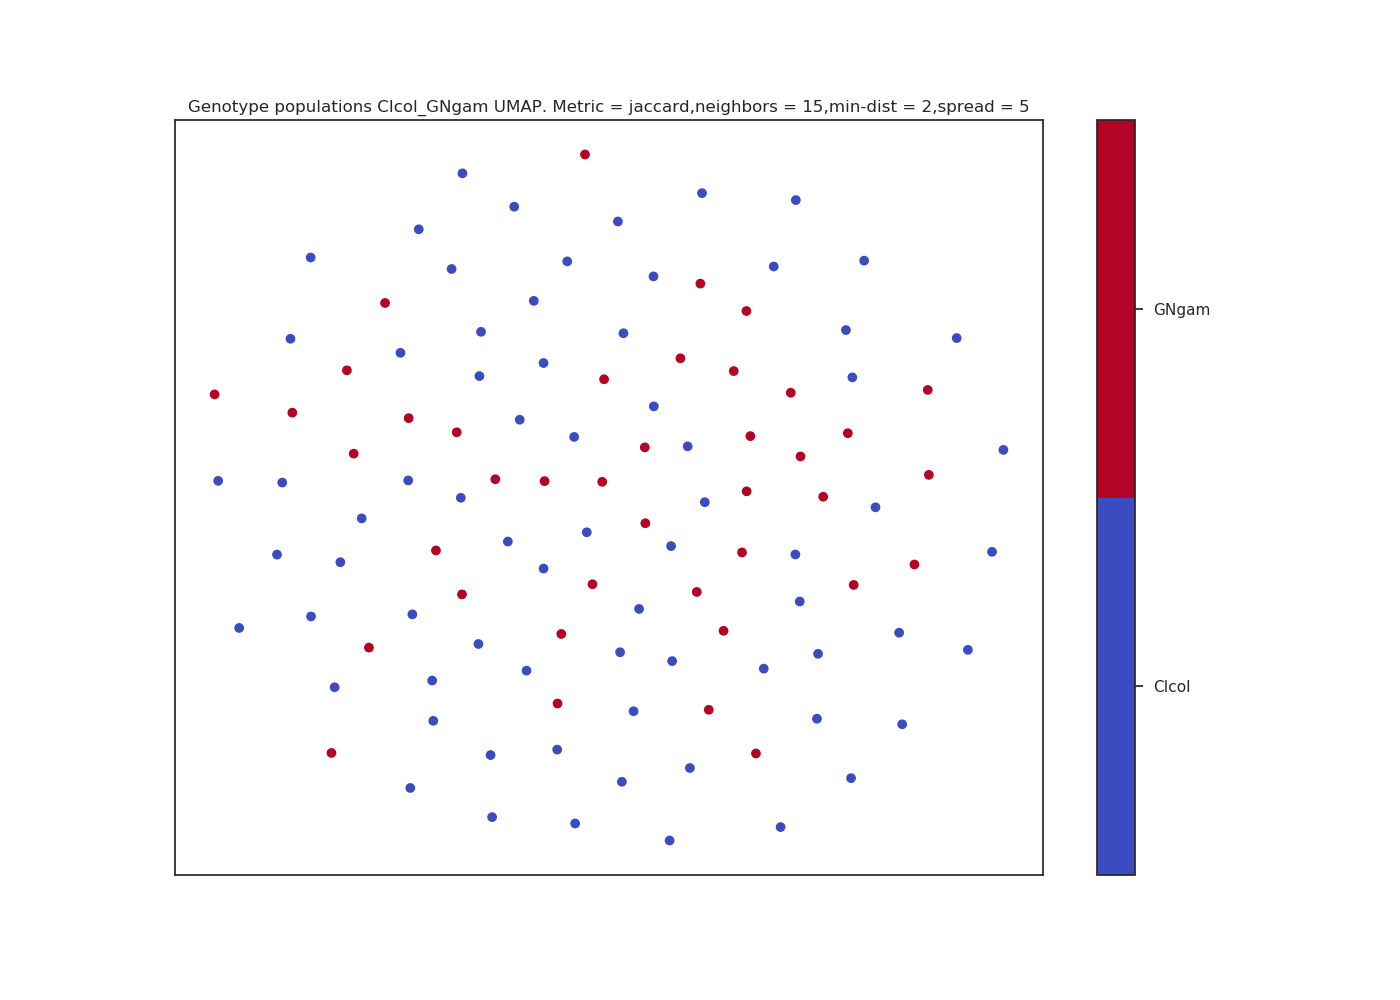 Genotype populations CIcol_GNgam UMAP. Metric = jaccard,neighbors = 15,min-dist = 2,spread = 5
GNgam
CIcol